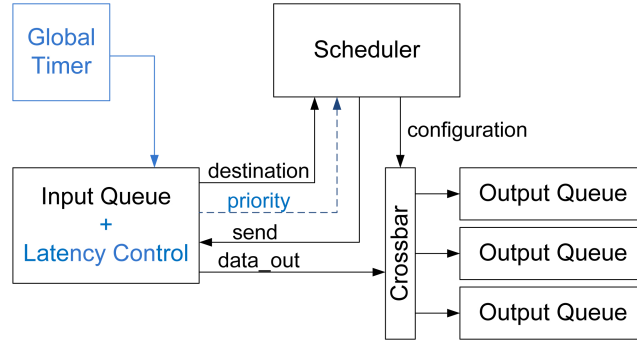 Global
Timer
Scheduler
configuration
destination
priority
send
data_out
Input Queue
+
Latency Control
Crossbar
Output Queue
Output Queue
Output Queue